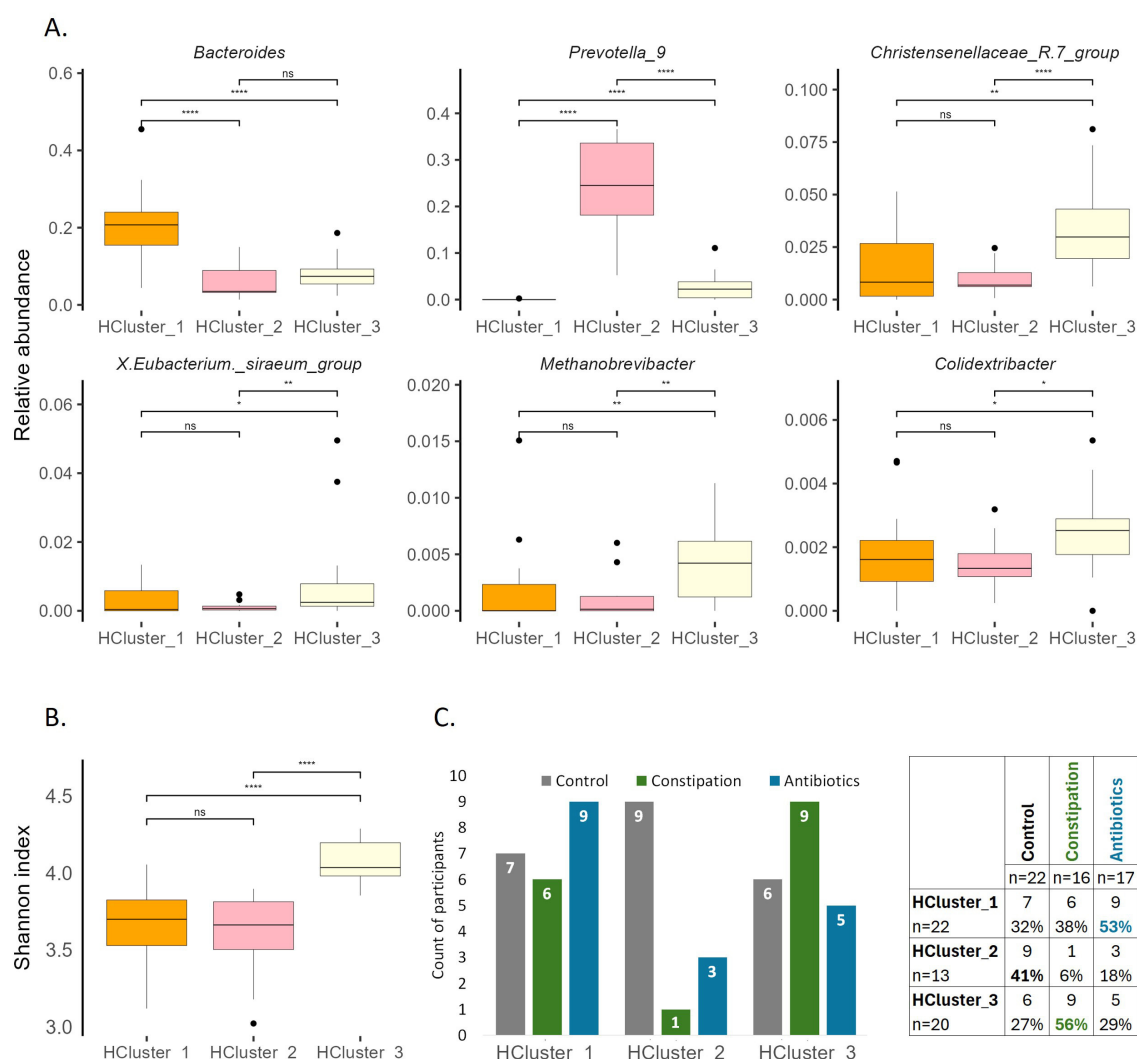 A.
Bacteroides
Prevotella_9
Christensenellaceae_R.7_group
Relative abundance
0.6
0.4
0.2
0.0
ns
****
****
HCluster_1 HCluster_2 HCluster_3
0.4
0.3
0.2
0.1
0.0
****
****
****
HCluster_1 HCluster_2 HCluster_3
0.100
0.075
0.050
0.025
0.000
****
**
ns
HCluster_1 HCluster_2 HCluster_3
X.Eubacterium._siraeum_group
Methanobrevibacter
Colidextribacter
0.06
0.04
0.02
0.00
**
*
ns
HCluster_1 HCluster_2 HCluster_3
0.020
0.015
0.010
0.005
0.000
**
**
ns
HCluster_1 HCluster_2 HCluster_3
0.006
0.004
0.002
0.000
*
*
ns
HCluster_1 HCluster_2 HCluster_3
B.
Shannon index
4.5
4.0
3.5
3.0
****
****
ns
HCluster_1 HCluster_2 HCluster_3
C.
Count of participants
10
9
8
7
6
5
4
3
2
1
0
Control Constipation Antibiotics
7 6 9
9 1 3
6 9 5
HCluster_1 HCluster_2 HCluster_3
Control Constipation Antibiotics
n=22 n=16 n=17
HCluster_1 7 6 9
n=22 32% 38% 53%
HCluster_2 9 1 3
n=13 41% 6% 18%
HCluster_3 6 9 5
n=20 27% 56% 29%